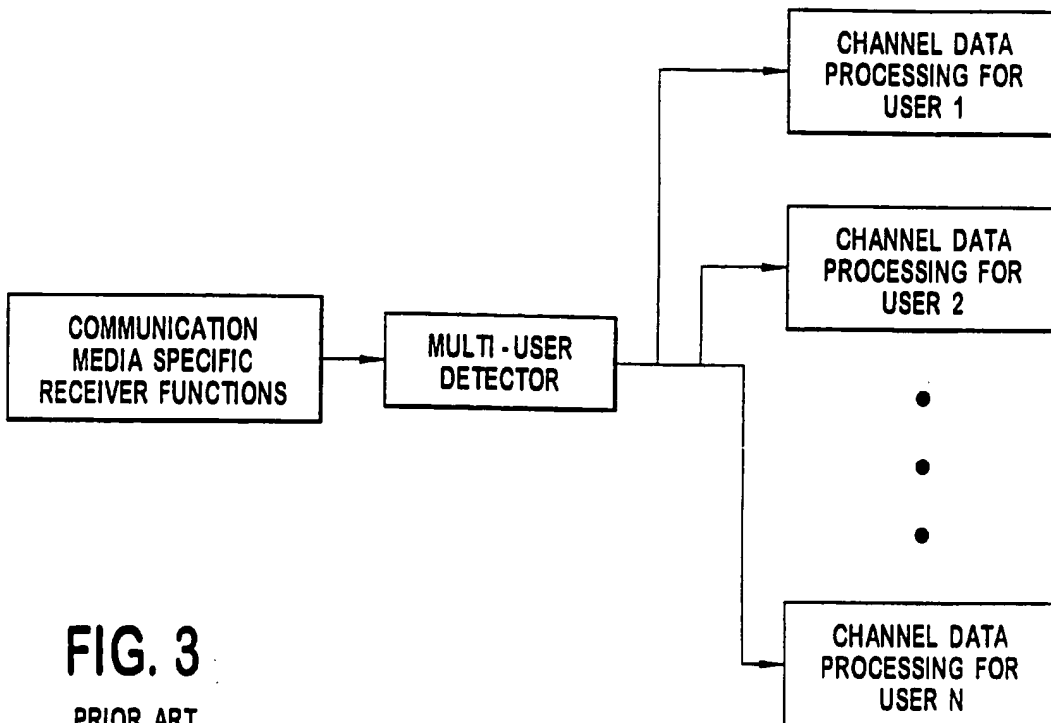 CHANNEL DATA
PROCESSING FOR
USER 1
CHANNEL DATA
PROCESSING FOR
USER 2
COMMUNICATION
MEDIA SPECIFIC
RECEIVER FUNCTIONS
MULTI-USER
DETECTOR
CHANNEL DATA
PROCESSING FOR
USER N
FIG. 3
PRIOR ART